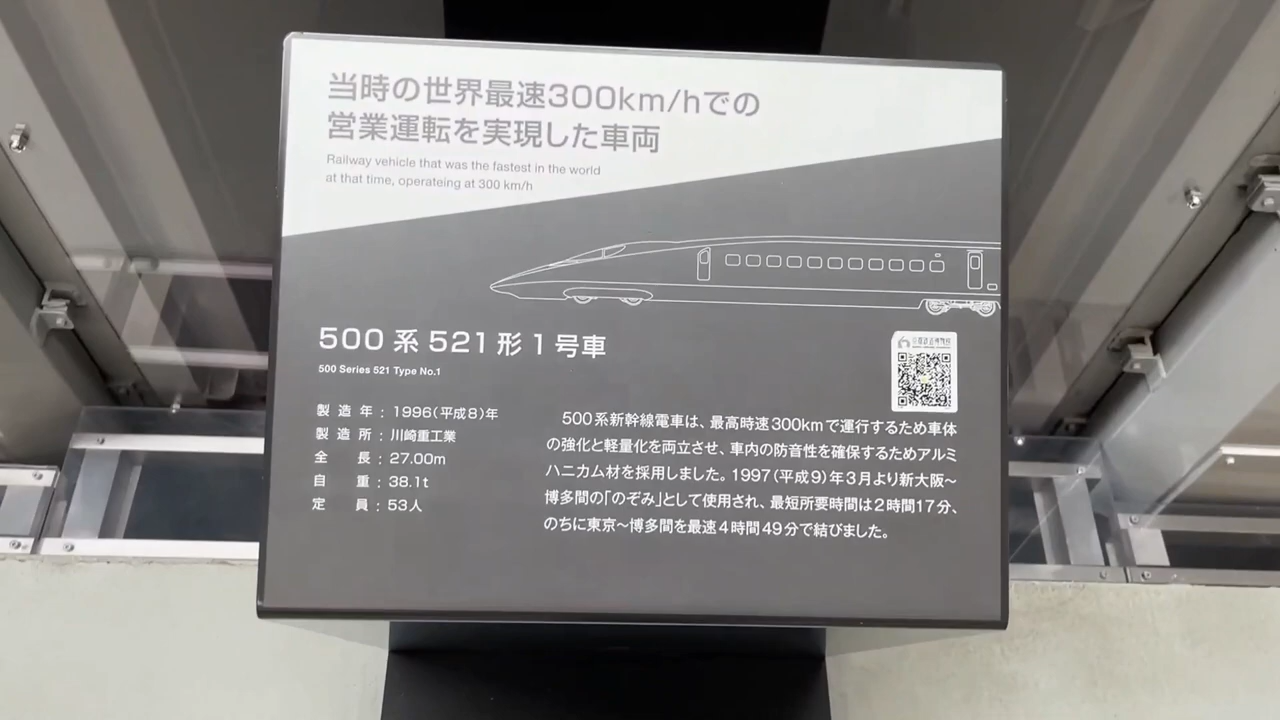 当時の世界最速300km/hでの
営業運転を実現した車両
Railway vehicle that was the fastest in the world
at that time, operateing at 300 km/h
500系521形1号車
500 Series 521 Type No.1
京都鉄道博物館
製造年：1996(平成8)年
製造所：川崎重工業
全長：27.00m
自重：38.1t
定員：53人
500系新幹線電車は、最高時速300kmで運行するため車体
の強化と軽量化を両立させ、車内の防音性を確保するためアルミ
ハニカム材を採用しました。1997(平成9)年3月より新大阪〜
博多間の「のぞみ」として使用され、最短所要時間は2時間17分、
のちに東京〜博多間を最速4時間49分で結びました。